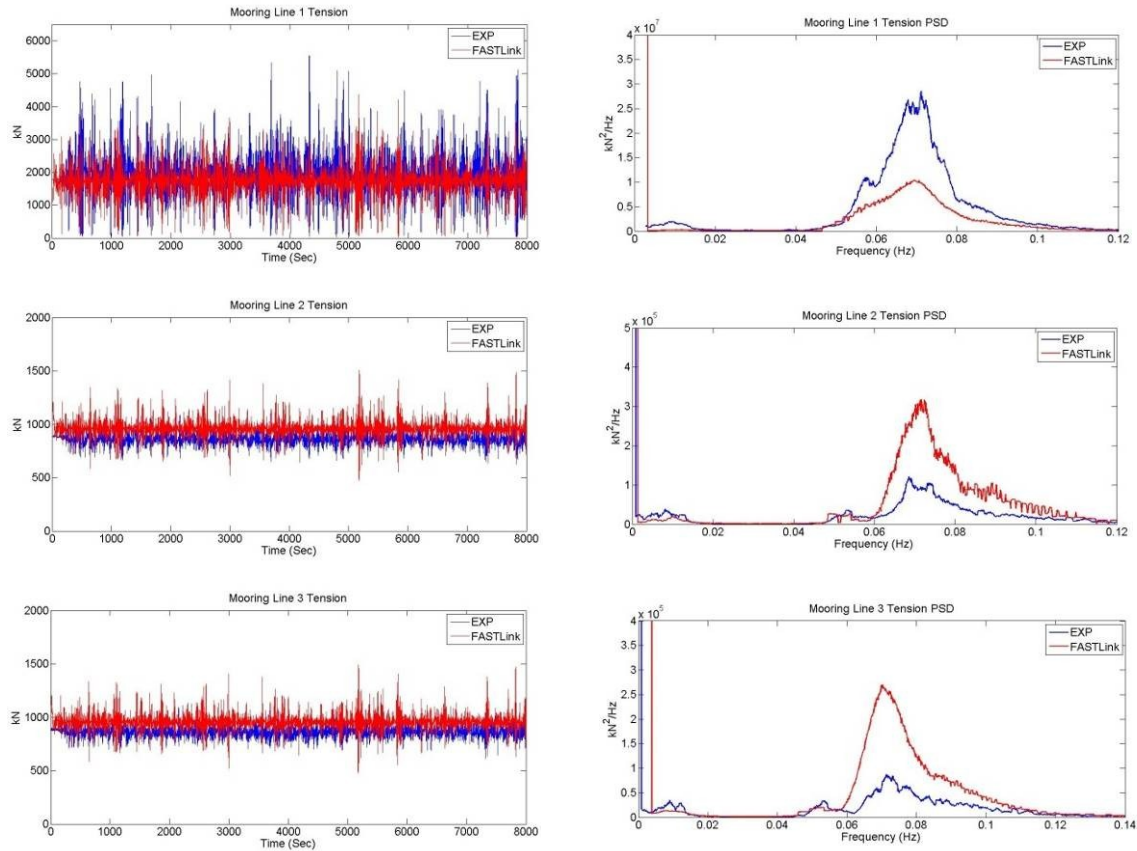 Mooring Line 1 Tension
6000
5000
4000
3000
2000
1000
0
kN
0 1000 2000 3000 4000 5000 6000 7000 8000
Time (Sec)
EXP
FASTLink
Mooring Line 1 Tension PSD
x 10^7
4
3.5
3
2.5
2
1.5
1
0.5
0
kN^2/Hz
0 0.02 0.04 0.06 0.08 0.1 0.12
Frequency (Hz)
EXP
FASTLink
Mooring Line 2 Tension
2000
1500
1000
500
0
kN
0 1000 2000 3000 4000 5000 6000 7000 8000
Time (Sec)
EXP
FASTLink
Mooring Line 2 Tension PSD
x 10^5
5
4
3
2
1
0
kN^2/Hz
0 0.02 0.04 0.06 0.08 0.1 0.12
Frequency (Hz)
EXP
FASTLink
Mooring Line 3 Tension
2000
1500
1000
500
0
kN
0 1000 2000 3000 4000 5000 6000 7000 8000
Time (Sec)
EXP
FASTLink
Mooring Line 3 Tension PSD
x 10^5
4
3.5
3
2.5
2
1.5
1
0.5
0
kN^2/Hz
0 0.02 0.04 0.06 0.08 0.1 0.12 0.14
Frequency (Hz)
EXP
FASTLink